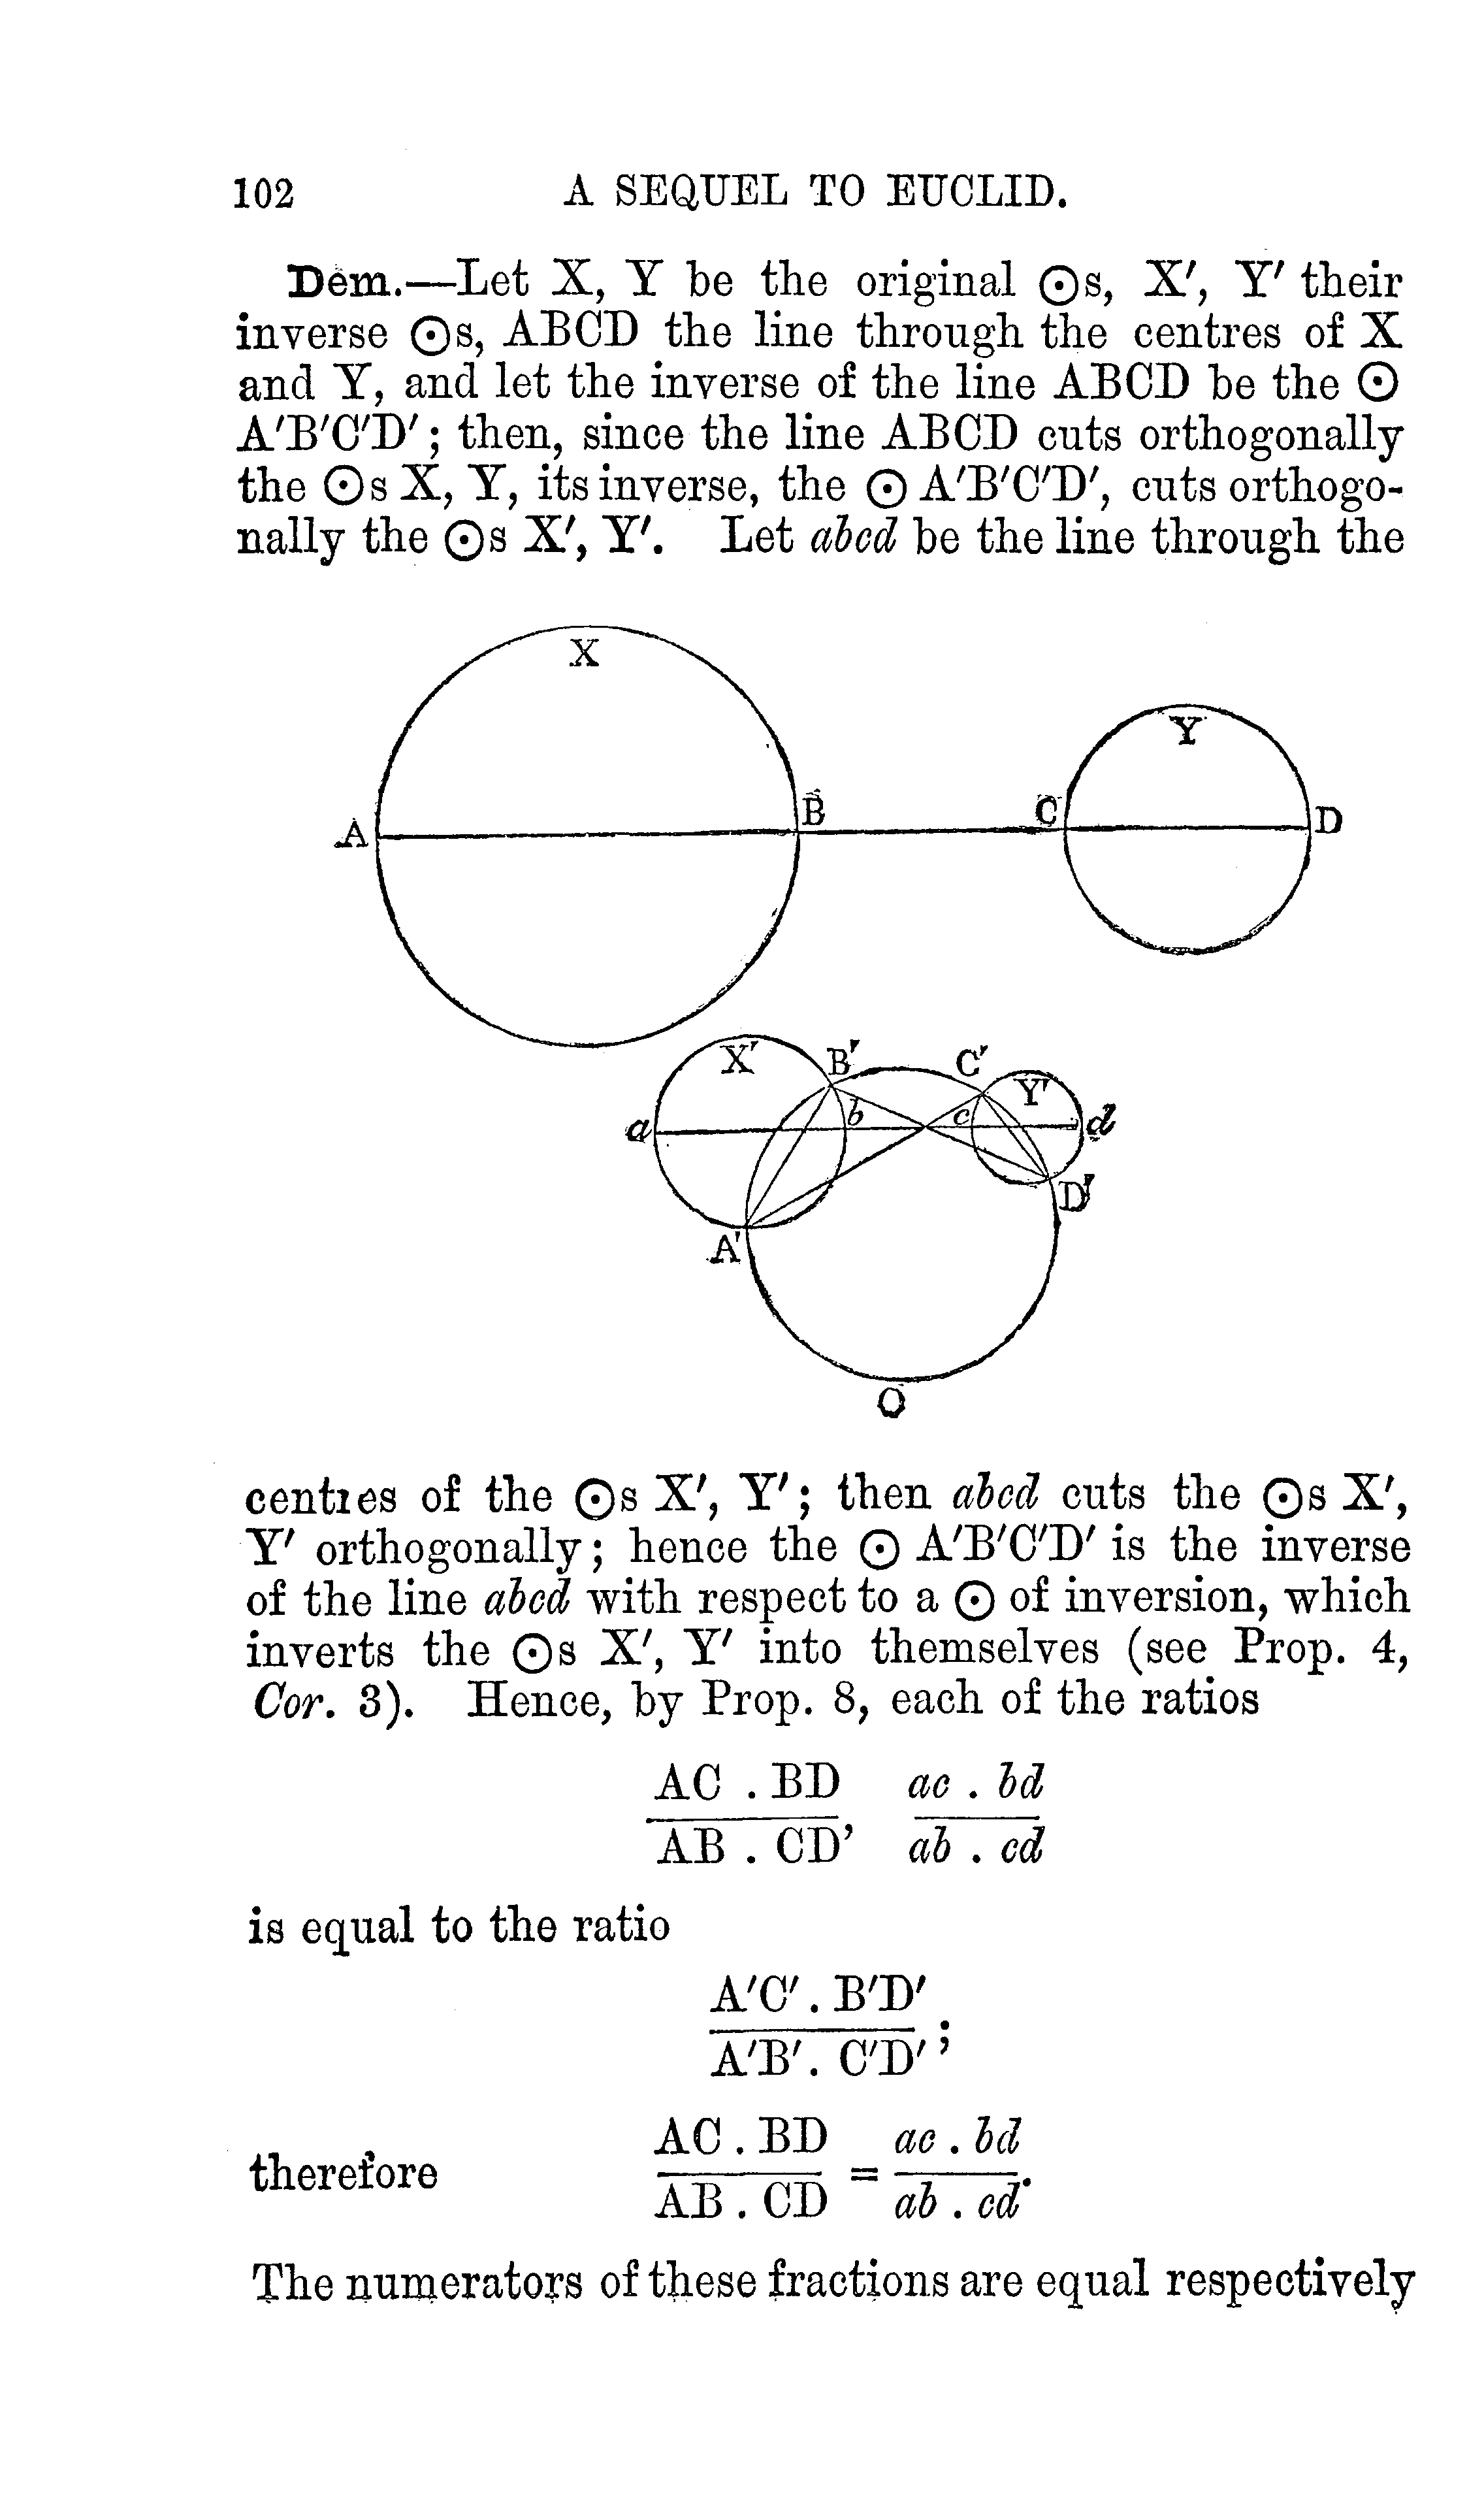 102 A SEQUEL TO EUCLID.
Dem.—Let X, Y be the original ⊙s, X′, Y′ their
inverse ⊙s, ABCD the line through the centres of X
and Y, and let the inverse of the line ABCD be the ⊙
A′B′C′D′; then, since the line ABCD cuts orthogonally
the ⊙s X, Y, its inverse, the ⊙ A′B′C′D′, cuts orthogo-
nally the ⊙s X′, Y′. Let abcd be the line through the
X
Y
A
B
C
D
X′
B′
C′
Y′
a
b
c
d
D′
A′
O
centres of the ⊙s X′, Y′; then abcd cuts the ⊙s X′,
Y′ orthogonally; hence the ⊙ A′B′C′D′ is the inverse
of the line abcd with respect to a ⊙ of inversion, which
inverts the ⊙s X′, Y′ into themselves (see Prop. 4,
Cor. 3). Hence, by Prop. 8, each of the ratios
AC . BD ac . bd
AB . CD, ab . cd
is equal to the ratio
A′C′. B′D′
A′B′. C′D′;
AC . BD ac . bd
therefore =
AB . CD ab . cd.
The numerators of these fractions are equal respectively